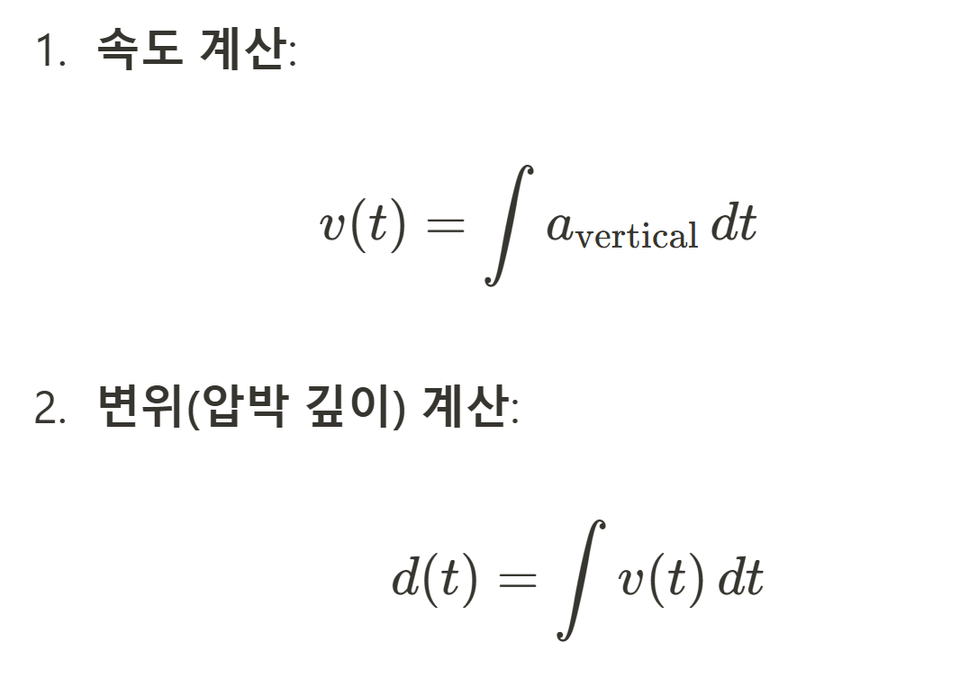 1. 속도 계산:
v(t) = ∫ a_vertical dt
2. 변위(압박 깊이) 계산:
d(t) = ∫ v(t) dt